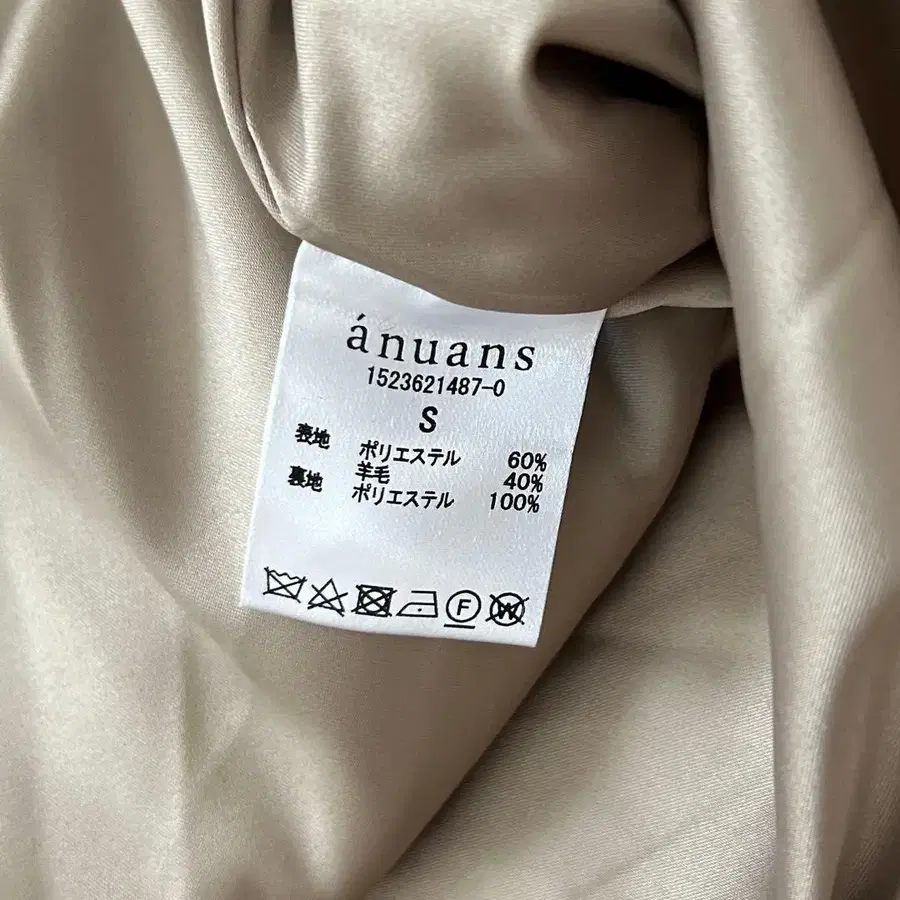 ánuans
1523621487-0
S
表地 ポリエステル 60%
羊毛 40%
裏地 ポリエステル 100%
F
W